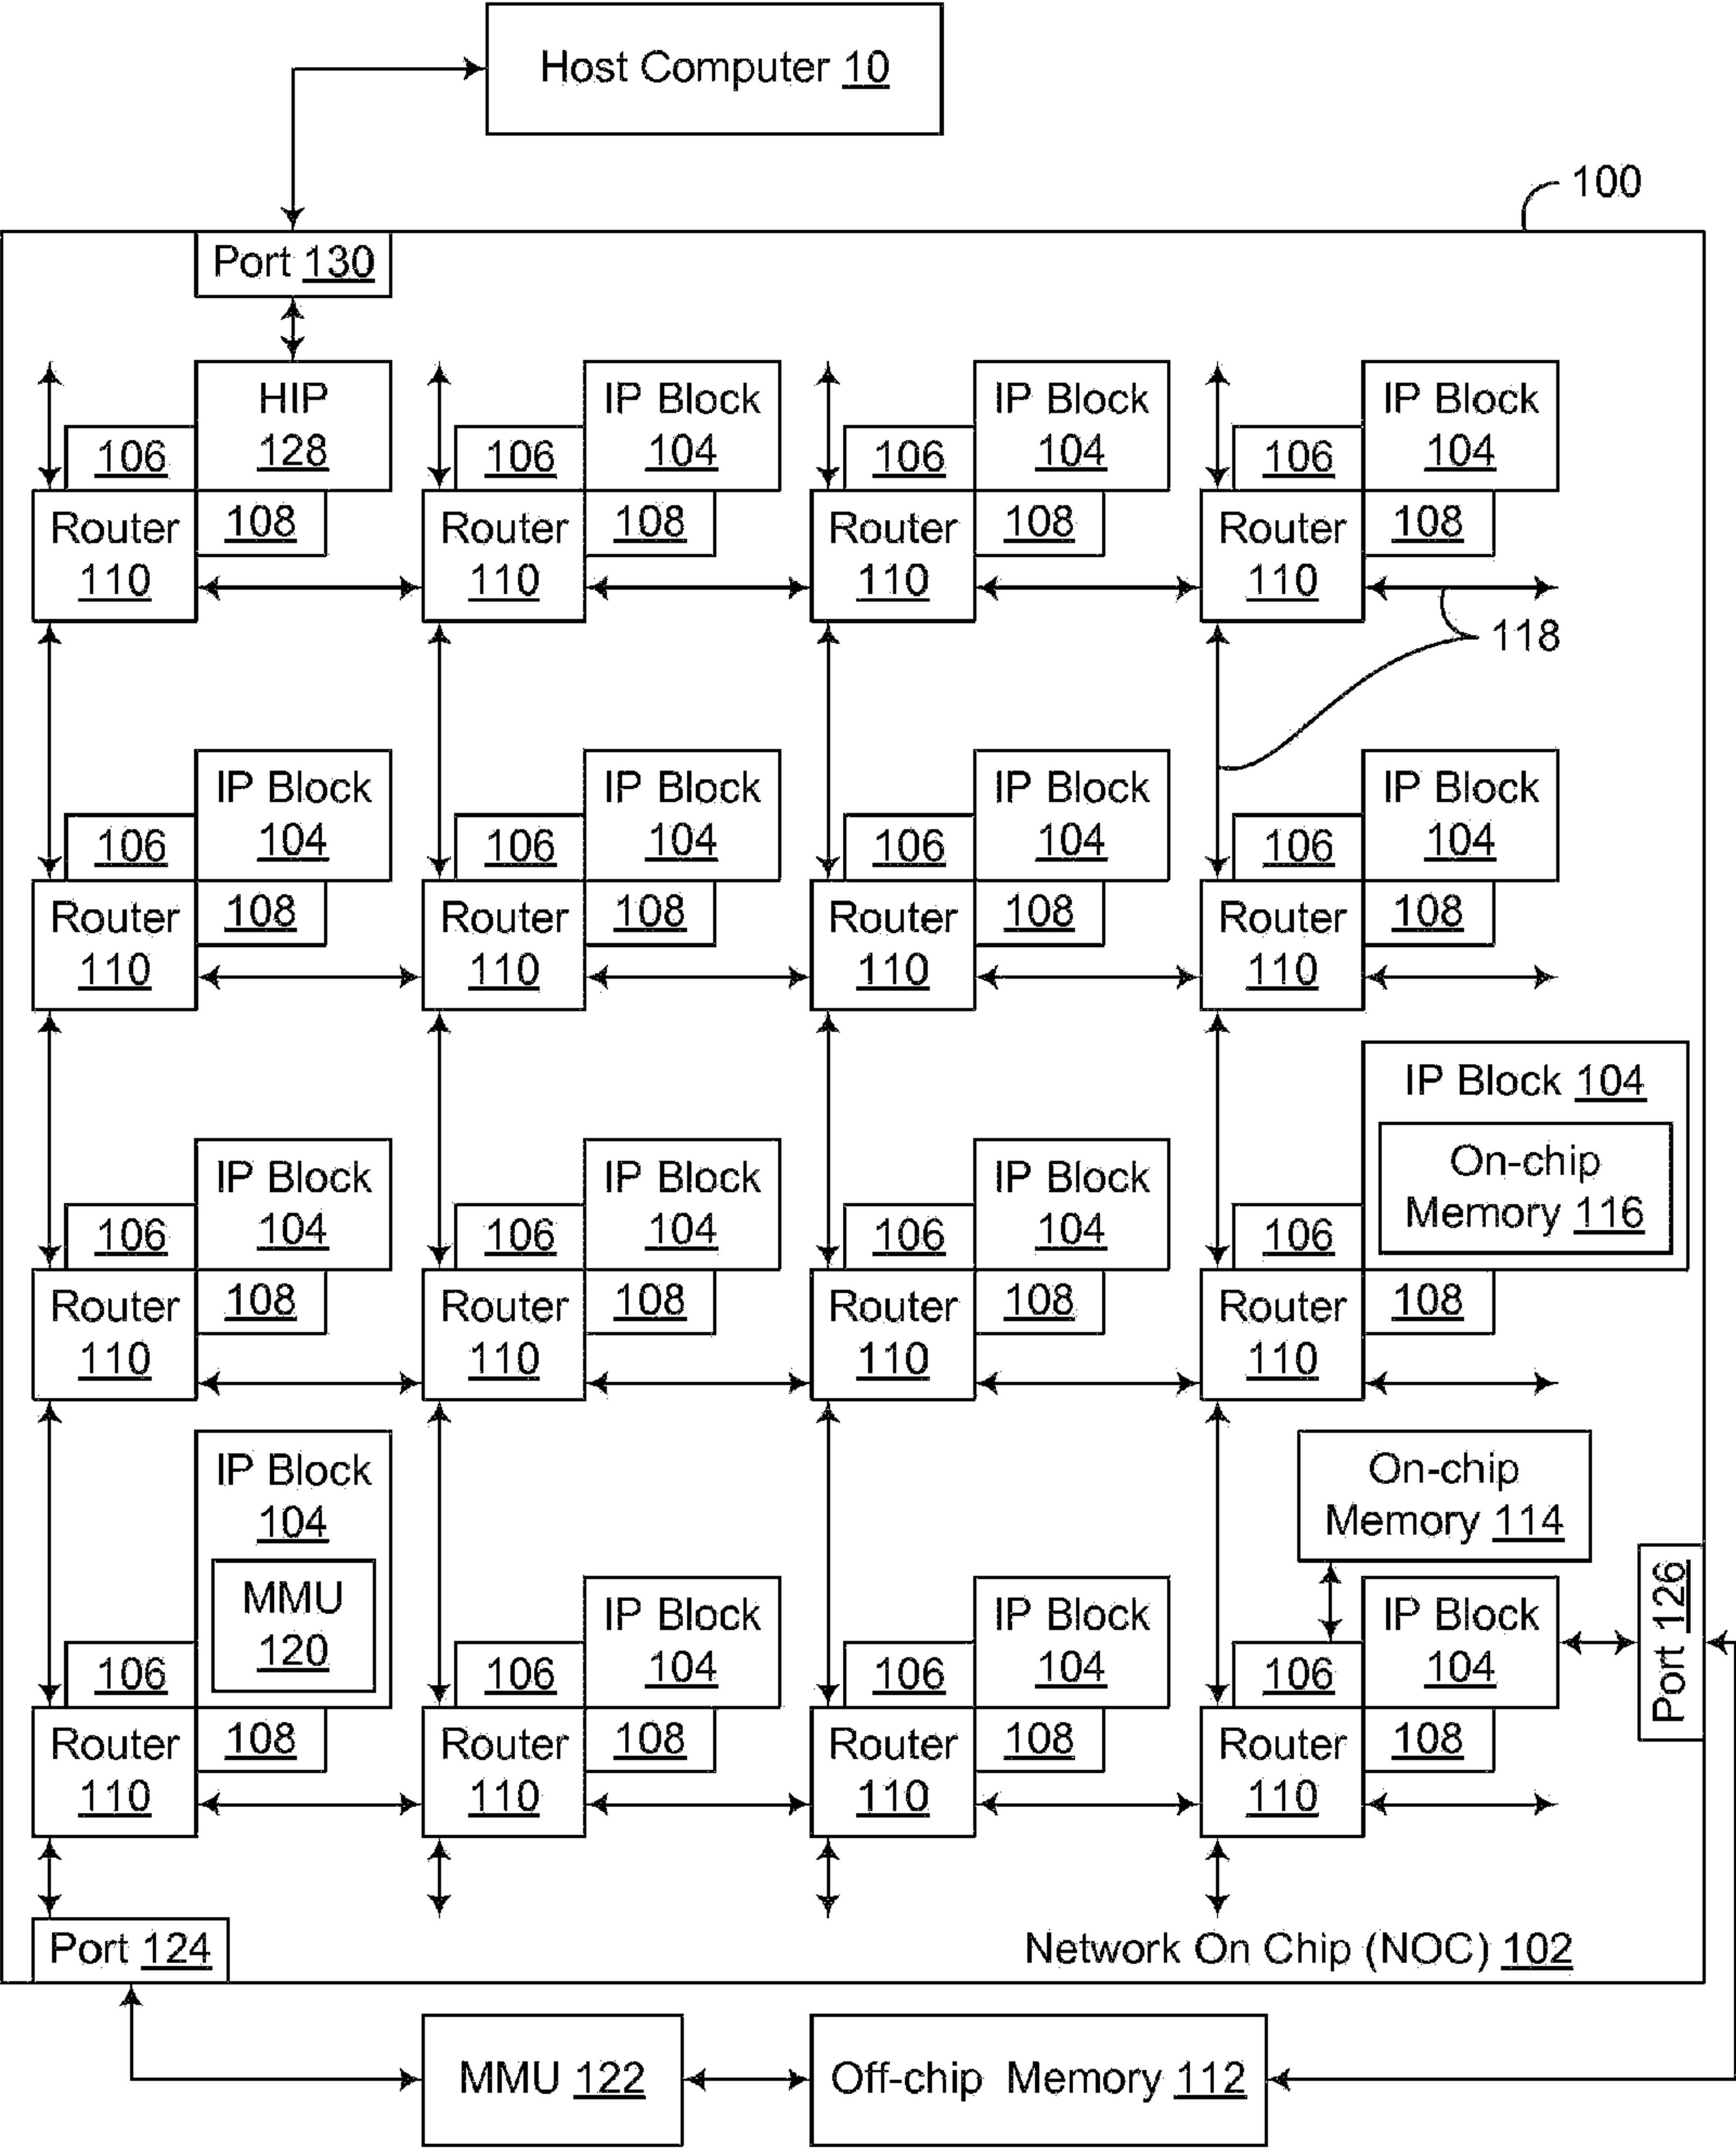 Host Computer 10
100
Port 130
HIP
128
106
Router
110
108
IP Block
104
106
Router
110
108
IP Block
104
106
Router
110
108
IP Block
104
106
Router
110
108
118
IP Block
104
106
Router
110
108
IP Block
104
106
Router
110
108
IP Block
104
106
Router
110
108
IP Block
104
106
Router
110
108
IP Block
104
106
Router
110
108
IP Block
104
106
Router
110
108
IP Block
104
106
Router
110
108
IP Block 104
On-chip
Memory 116
106
Router
110
108
IP Block
104
MMU
120
106
Router
110
108
IP Block
104
106
Router
110
108
IP Block
104
106
Router
110
108
On-chip
Memory 114
IP Block
104
106
Router
110
108
Port 126
Port 124
Network On Chip (NOC) 102
MMU 122
Off-chip Memory 112